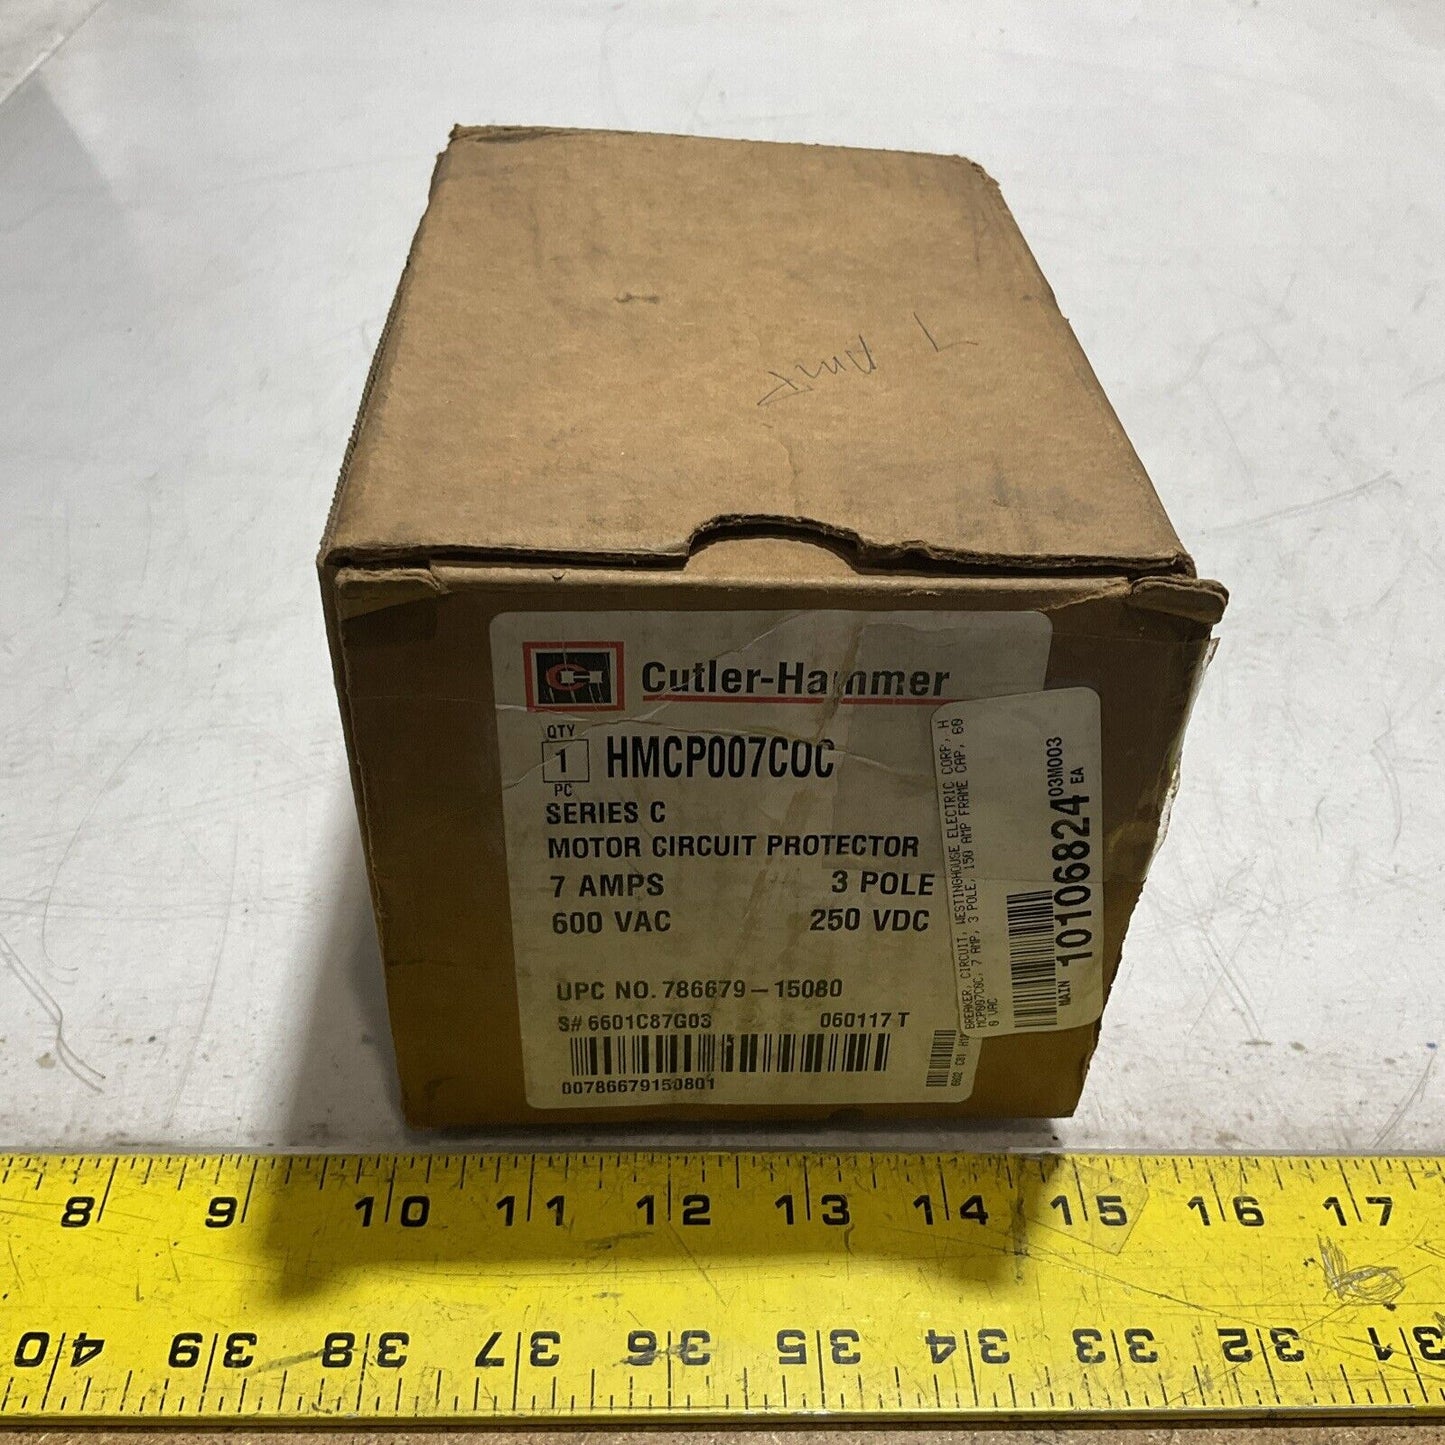 7 AMP
CH Cutler-Hammer
QTY
1
PC
HMCP007C0C
SERIES C
MOTOR CIRCUIT PROTECTOR
7 AMPS 3 POLE
600 VAC 250 VDC
UPC NO. 786679-15080
S# 6601C87G03 060117 T
00786679150801
6602 C81
BREAKER, CIRCUIT, WESTINGHOUSE ELECTRIC CORP, H
MCP007C0C, 7 AMP, 3 POLE, 150 AMP FRAME CAP, 60
0 VAC
MAIN 10106824 03M003
EA
8 9 10 11 12 13 14 15 16 17
40 39 38 37 36 35 34 33 32 31